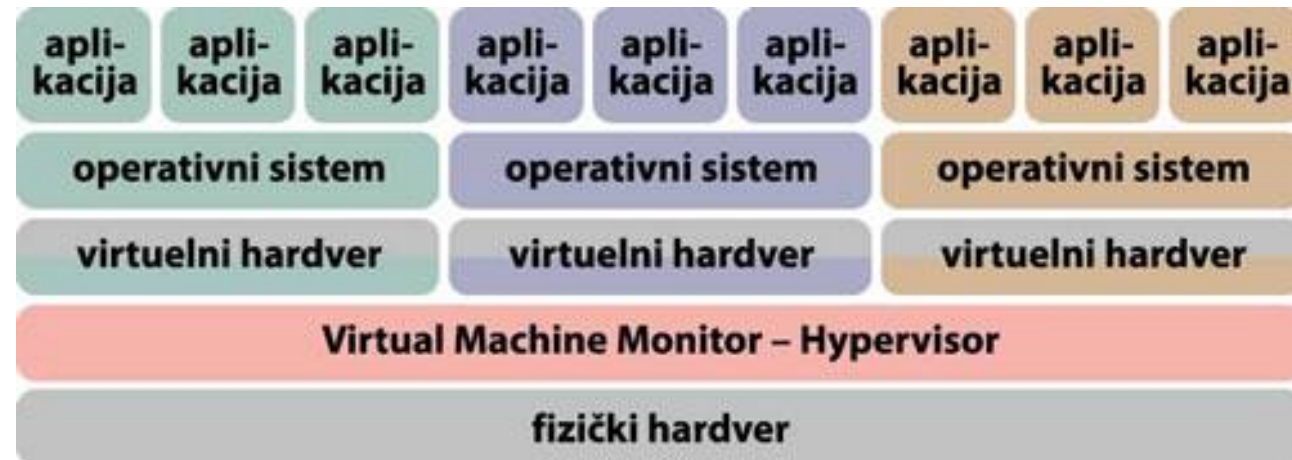 apli- apli- apli- apli- apli- apli- apli- apli- apli-
kacija kacija kacija kacija kacija kacija kacija kacija kacija
operativni sistem operativni sistem operativni sistem
virtuelni hardver virtuelni hardver virtuelni hardver
Virtual Machine Monitor – Hypervisor
fizički hardver